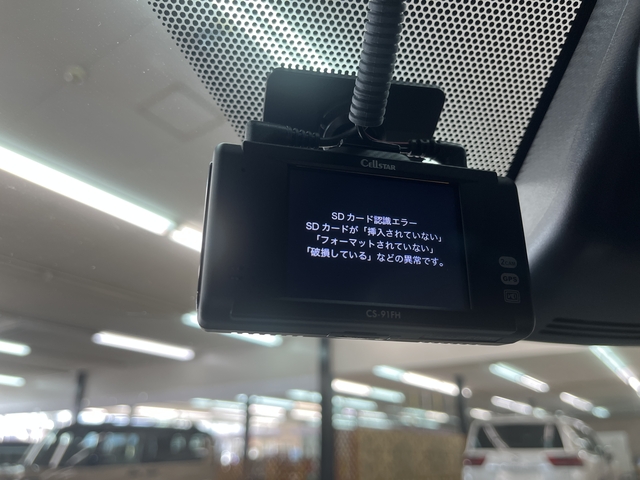 CELLSTAR
SDカード認識エラー
SDカードが「挿入されていない」
「フォーマットされていない」
「破損している」などの異常です。
GPS
CS-91FH